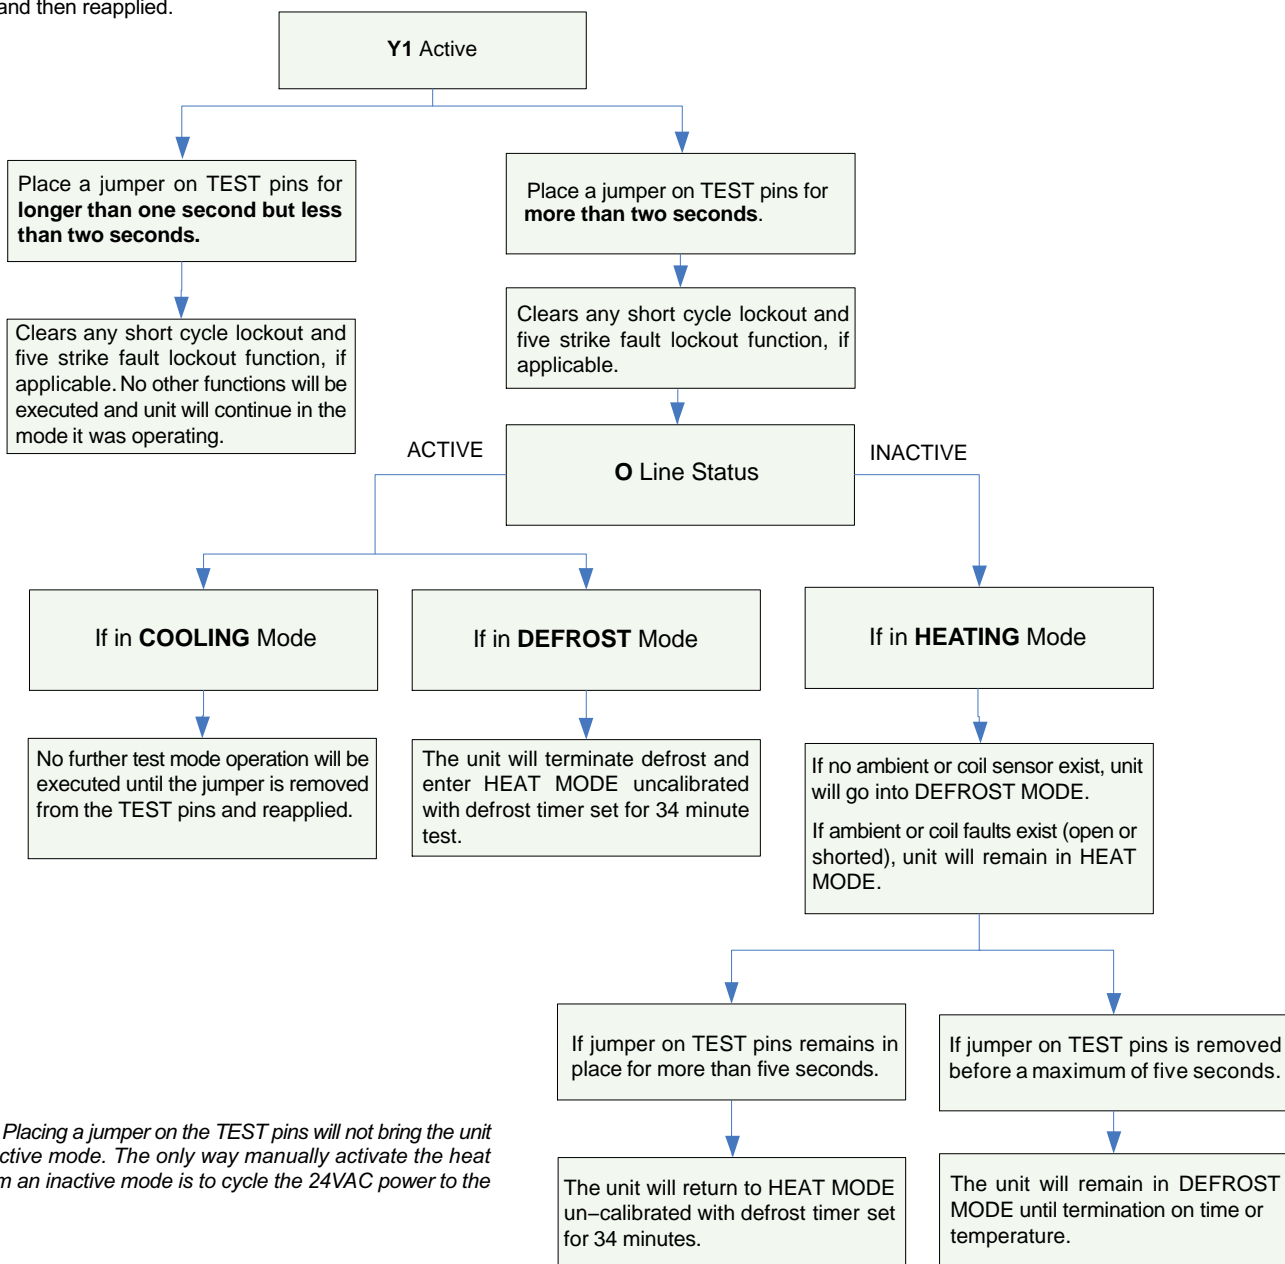 and then reapplied.
Y1 Active
Place a jumper on TEST pins for
longer than one second but less
than two seconds.
Place a jumper on TEST pins for
more than two seconds.
Clears any short cycle lockout and
five strike fault lockout function, if
applicable. No other functions will be
executed and unit will continue in the
mode it was operating.
Clears any short cycle lockout and
five strike fault lockout function, if
applicable.
ACTIVE
O Line Status
INACTIVE
If in COOLING Mode
If in DEFROST Mode
If in HEATING Mode
No further test mode operation will be
executed until the jumper is removed
from the TEST pins and reapplied.
The unit will terminate defrost and
enter HEAT MODE uncalibrated
with defrost timer set for 34 minute
test.
If no ambient or coil sensor exist, unit
will go into DEFROST MODE.
If ambient or coil faults exist (open or
shorted), unit will remain in HEAT
MODE.
If jumper on TEST pins remains in
place for more than five seconds.
If jumper on TEST pins is removed
before a maximum of five seconds.
Placing a jumper on the TEST pins will not bring the unit
ctive mode. The only way manually activate the heat
m an inactive mode is to cycle the 24VAC power to the
The unit will return to HEAT MODE
un−calibrated with defrost timer set
for 34 minutes.
The unit will remain in DEFROST
MODE until termination on time or
temperature.